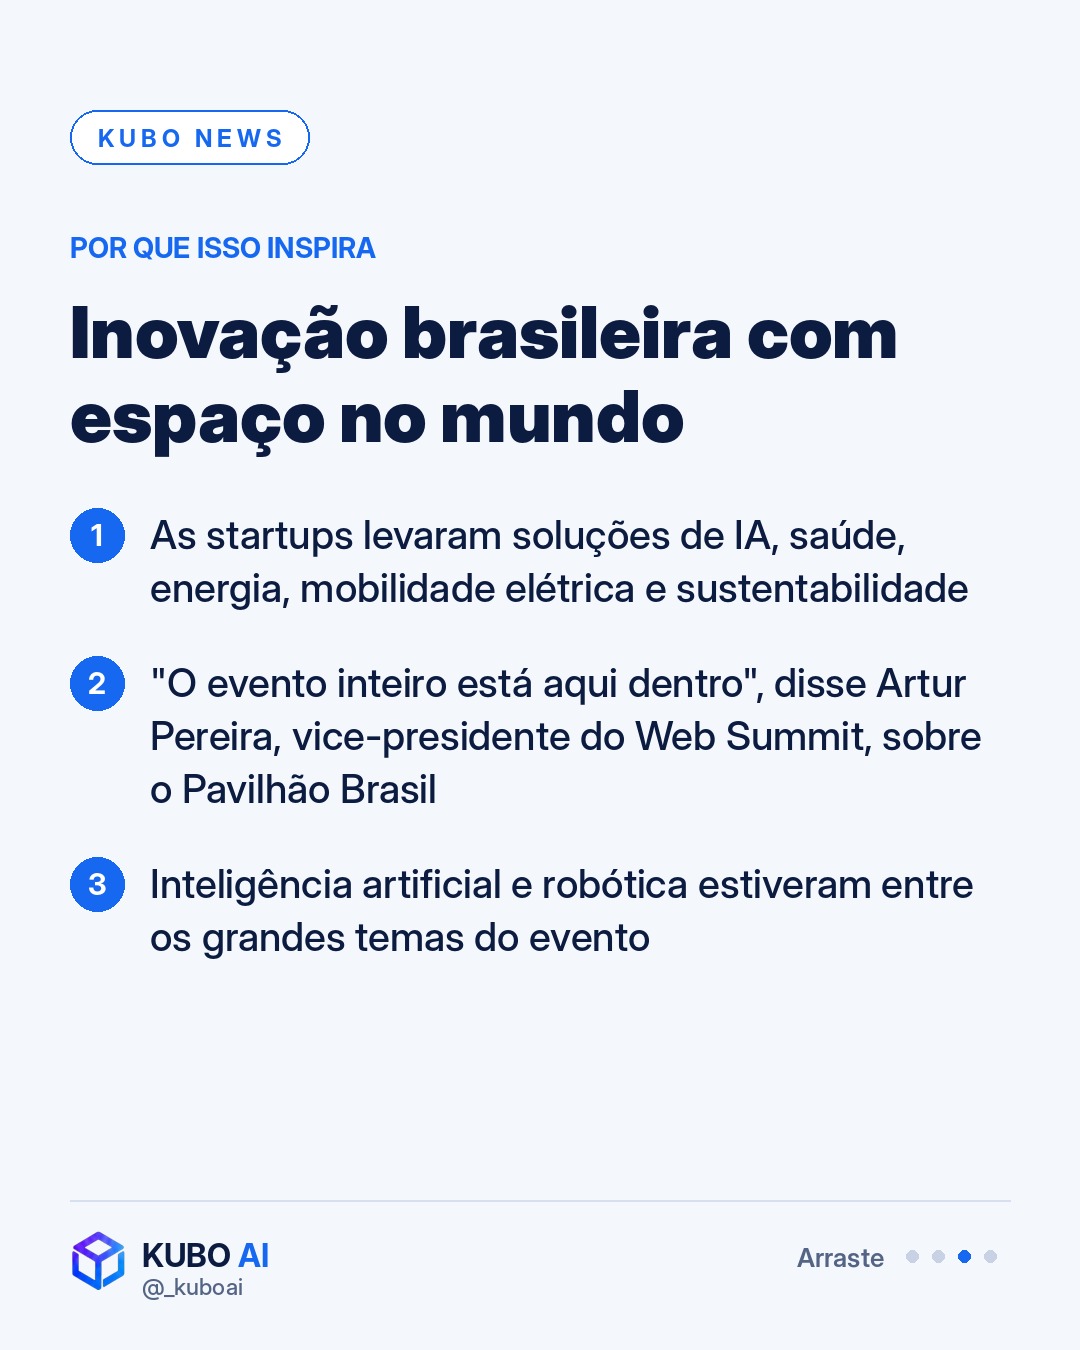 KUBO NEWS
POR QUE ISSO INSPIRA
Inovação brasileira com
espaço no mundo
1 As startups levaram soluções de IA, saúde,
energia, mobilidade elétrica e sustentabilidade
2 "O evento inteiro está aqui dentro", disse Artur
Pereira, vice-presidente do Web Summit, sobre
o Pavilhão Brasil
3 Inteligência artificial e robótica estiveram entre
os grandes temas do evento
KUBO AI
@_kuboai
Arraste